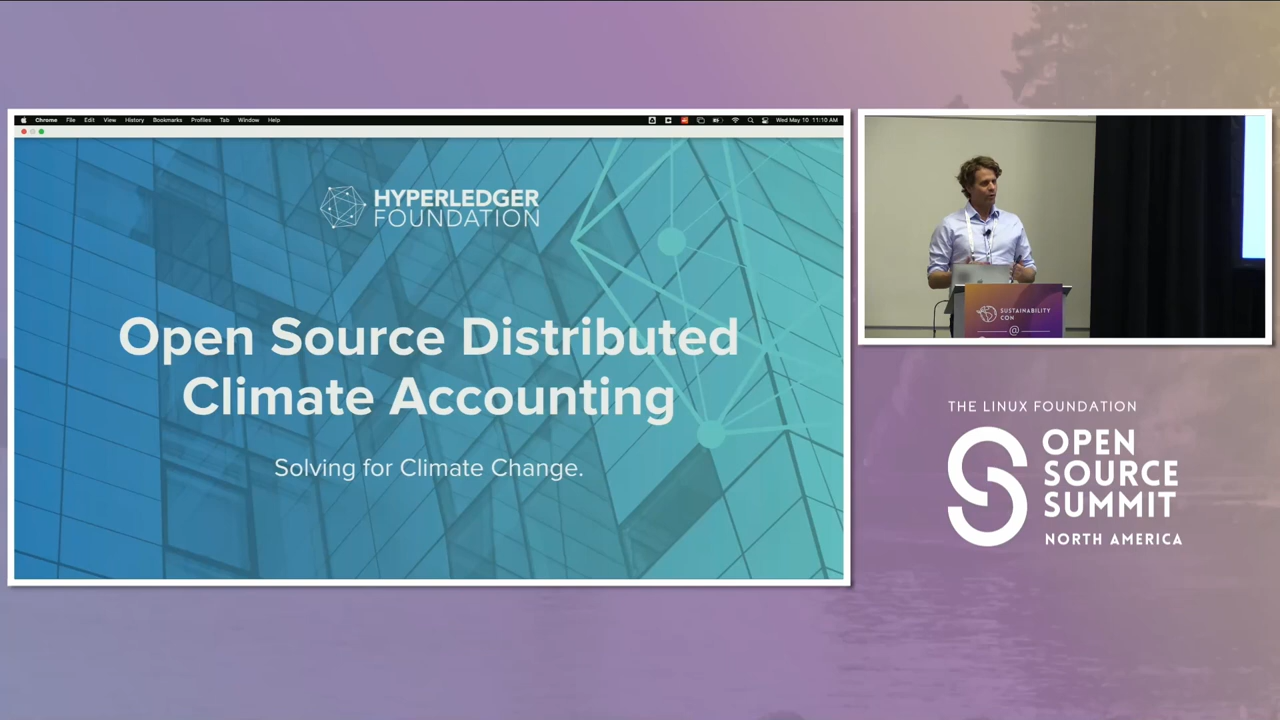 Chrome File Edit View History Bookmarks Profiles Tab Window Help
Wed May 10 11:10 AM
HYPERLEDGER
FOUNDATION
Open Source Distributed
Climate Accounting
Solving for Climate Change.
SUSTAINABILITY
CON
@
THE LINUX FOUNDATION
OPEN
SOURCE
SUMMIT
NORTH AMERICA